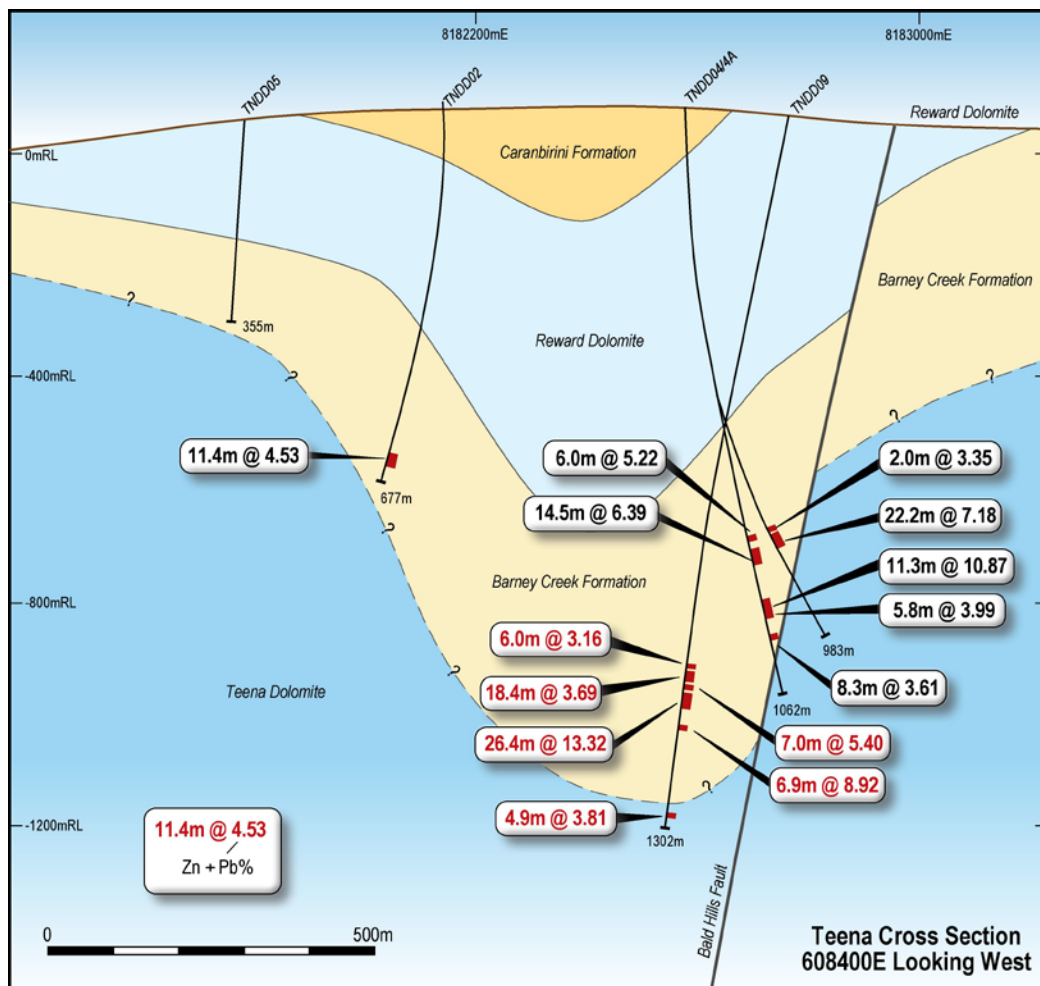 8182200mE
8183000mE
TNDD05
TNDD02
TNDD04/4A
TNDD09
Reward Dolomite
0mRL
Caranbirini Formation
Barney Creek Formation
?
355m
Reward Dolomite
-400mRL
?
?
?
11.4m @ 4.53
677m
?
6.0m @ 5.22
2.0m @ 3.35
14.5m @ 6.39
22.2m @ 7.18
11.3m @ 10.87
Barney Creek Formation
-800mRL
5.8m @ 3.99
983m
6.0m @ 3.16
?
Teena Dolomite
18.4m @ 3.69
8.3m @ 3.61
1062m
26.4m @ 13.32
7.0m @ 5.40
6.9m @ 8.92
?
4.9m @ 3.81
-1200mRL
1302m
11.4m @ 4.53
Zn + Pb%
Bald Hills Fault
0
500m
Teena Cross Section
608400E Looking West